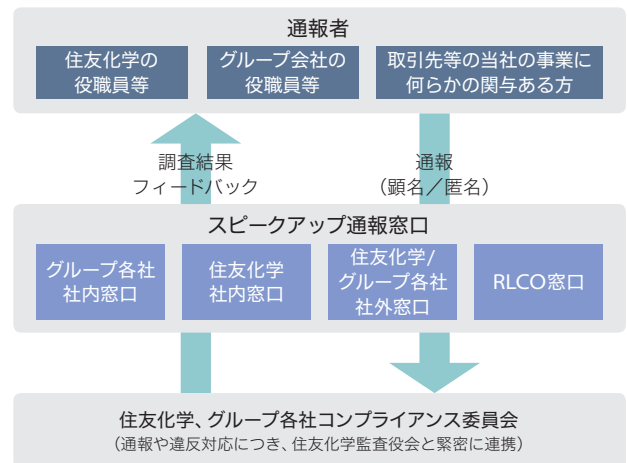 通報者
住友化学の
役職員等
グループ会社の
役職員等
取引先等の当社の事業に
何らかの関与ある方
調査結果
フィードバック
通報
（顕名／匿名）
スピークアップ通報窓口
グループ各社
社内窓口
住友化学
社内窓口
住友化学/
グループ各社
社外窓口
RLCO窓口
住友化学、グループ各社コンプライアンス委員会
（通報や違反対応につき、住友化学監査役会と緊密に連携）